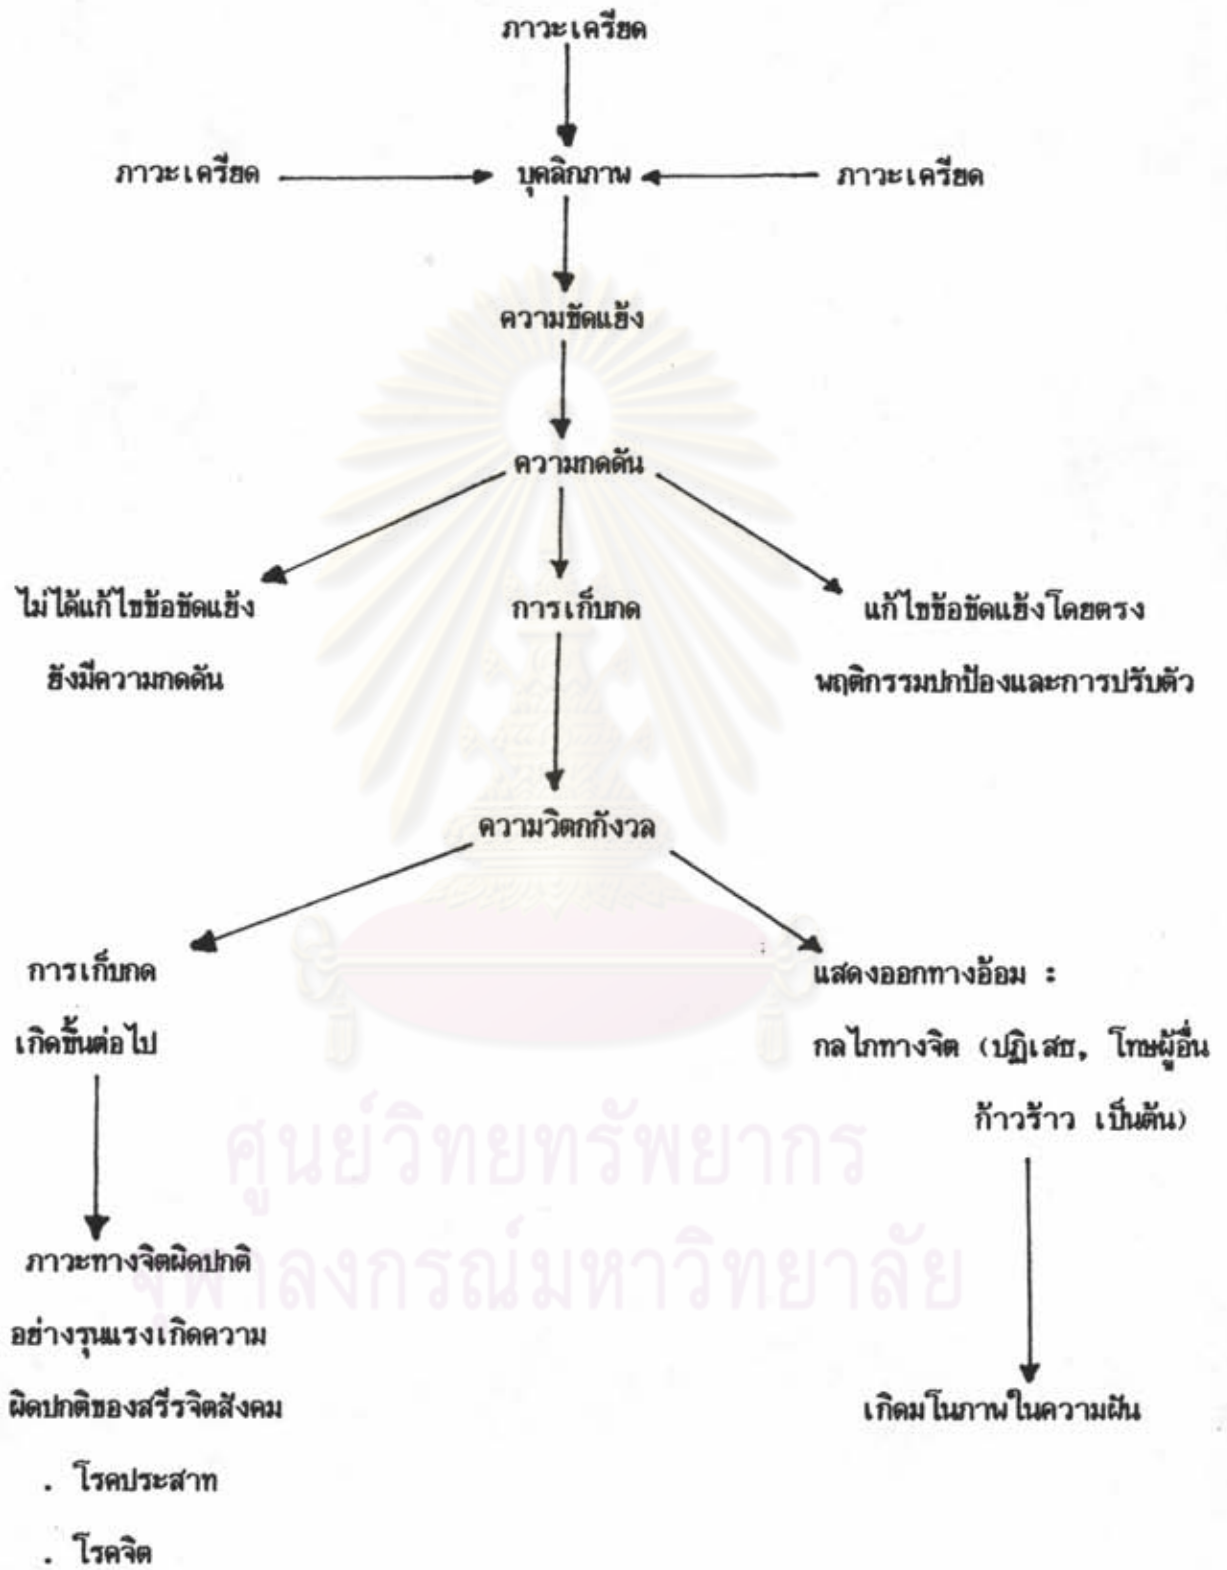 ภาวะเครียด
ภาวะเครียด บุคลิกภาพ ภาวะเครียด
ความขัดแย้ง
ความกดดัน
ไม่ได้แก้ไขข้อขัดแย้ง การเก็บกด แก้ไขข้อขัดแย้งโดยตรง
ยังมีความกดดัน พฤติกรรมปกป้องและการปรับตัว
ความวิตกกังวล
การเก็บกด แสดงออกทางอ้อม :
เกิดขึ้นต่อไป กลไกทางจิต (ปฏิเสธ, โทษผู้อื่น
ก้าวร้าว เป็นต้น)
ศูนย์วิทยทรัพยากร
จุฬาลงกรณ์มหาวิทยาลัย
ภาวะทางจิตผิดปกติ
อย่างรุนแรงเกิดความ
ผิดปกติของสรีรจิตสังคม เกิดมโนภาพในความฝัน
. โรคประสาท
. โรคจิต